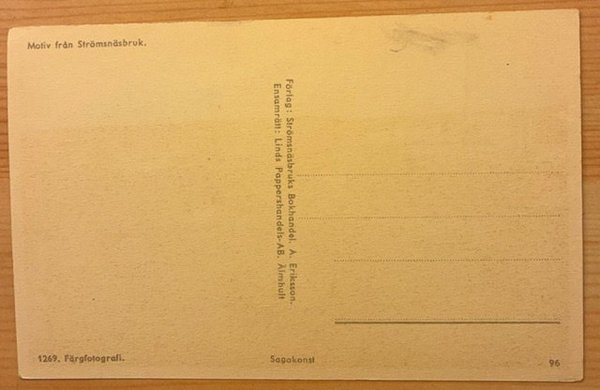 Motiv från Strömsnäsbruk.
Förlag: Strömsnäsbruks Bokhandel. A. Eriksson.
Ensamrätt: Linds Pappershandels-AB. Älmhult
1269. Färgfotografi.
Sagokonst
96